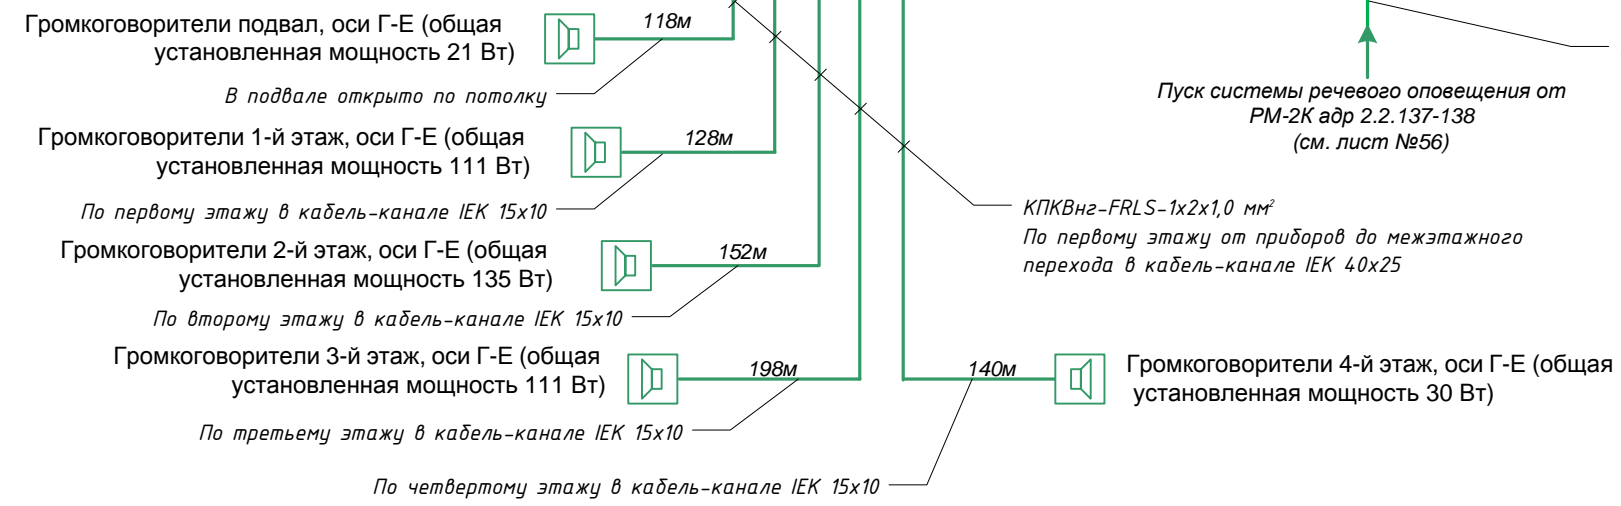 Громкоговорители подвал, оси Г-Е (общая
установленная мощность 21 Вт)
118м
В подвале открыто по потолку
Громкоговорители 1-й этаж, оси Г-Е (общая
установленная мощность 111 Вт)
128м
По первому этажу в кабель-канале IEK 15х10
Громкоговорители 2-й этаж, оси Г-Е (общая
установленная мощность 135 Вт)
152м
По второму этажу в кабель-канале IEK 15х10
Громкоговорители 3-й этаж, оси Г-Е (общая
установленная мощность 111 Вт)
198м
По третьему этажу в кабель-канале IEK 15х10
140м
Громкоговорители 4-й этаж, оси Г-Е (общая
установленная мощность 30 Вт)
По четвертому этажу в кабель-канале IEK 15х10
Пуск системы речевого оповещения от
РМ-2К адр 2.2.137-138
(см. лист №56)
КПКВнг-FRLS-1х2х1,0 мм²
По первому этажу от приборов до межэтажного
перехода в кабель-канале IEK 40х25